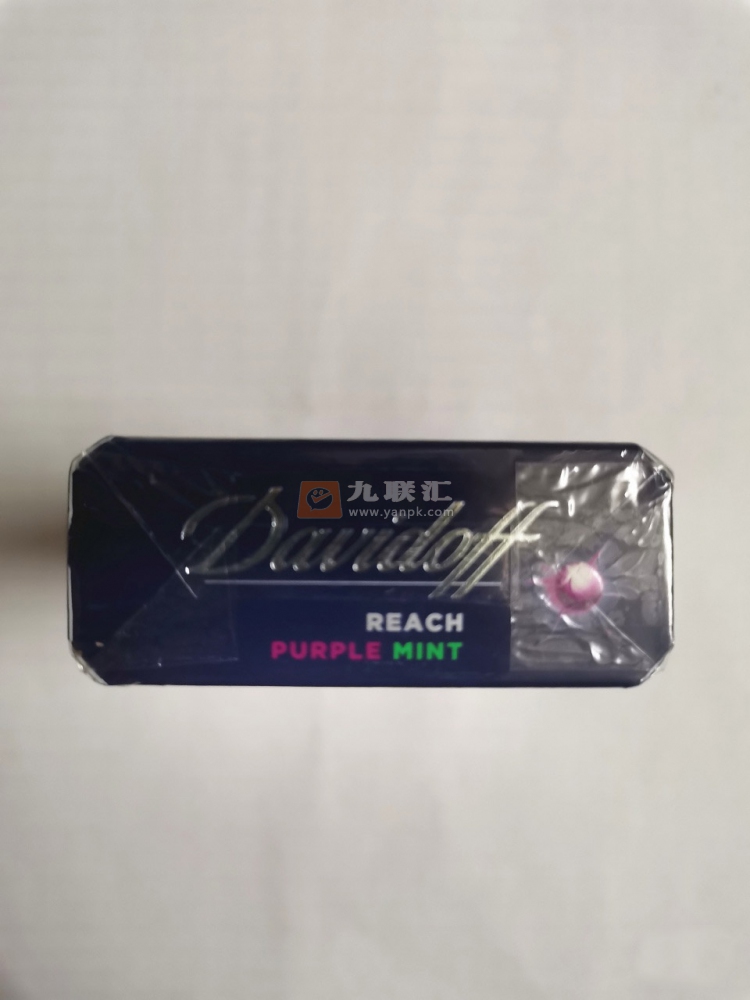 九联汇
www.yanpk.com
Davidoff
REACH
PURPLE MINT